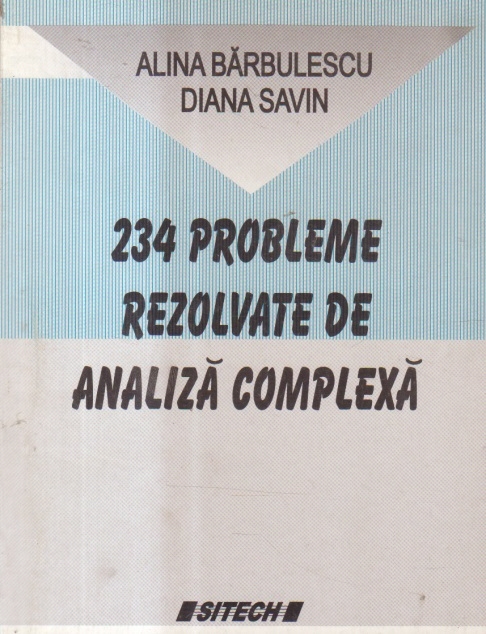 ALINA BĂRBULESCU
DIANA SAVIN
234 PROBLEME
REZOLVATE DE
ANALIZĂ COMPLEXĂ
SITECH